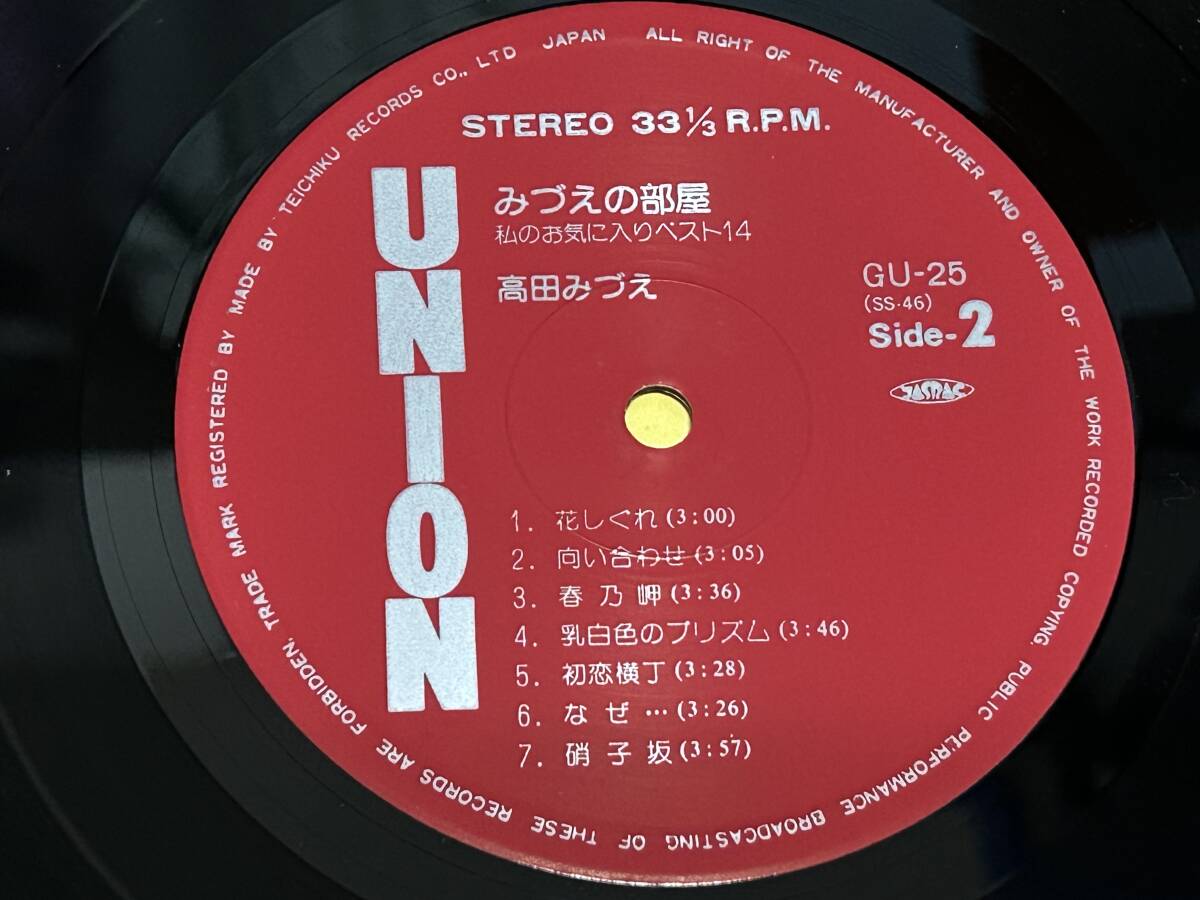 STEREO 33 1/3 R.P.M.
UNION
みづえの部屋
私のお気に入りベスト14
高田みづえ
GU-25
(SS·46)
Side-2
JASRAC
1. 花しぐれ (3:00)
2. 向い合わせ (3:05)
3. 春乃岬 (3:36)
4. 乳白色のプリズム (3:46)
5. 初恋横丁 (3:28)
6. なぜ… (3:26)
7. 硝子坂 (3:57)
TRADE MARK REGISTERED BY MADE BY TEICHIKU RECORDS CO., LTD JAPAN ALL RIGHT OF THE MANUFACTURER AND OWNER OF THE WORK RECORDED COPYING, PUBLIC PERFORMANCE BROADCASTING OF THESE RECORDS ARE FORBIDDEN,